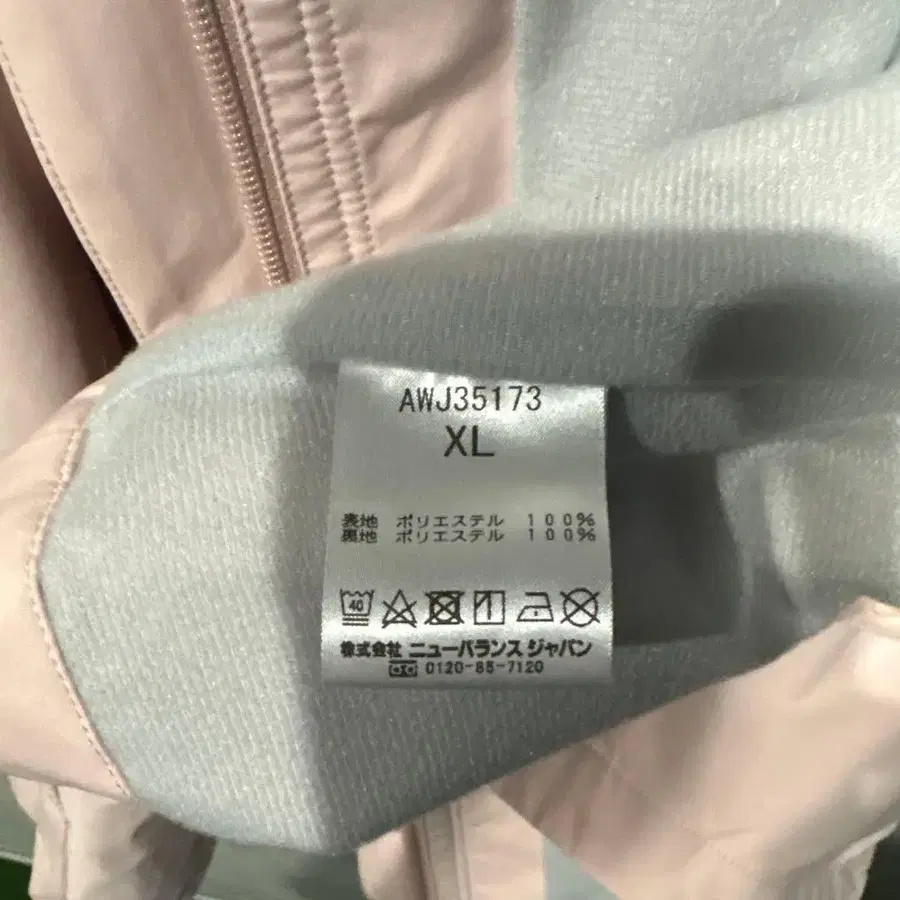 AWJ35173
XL
表地 ポリエステル 100%
裏地 ポリエステル 100%
40
株式会社 ニューバランス ジャパン
0120-85-7120